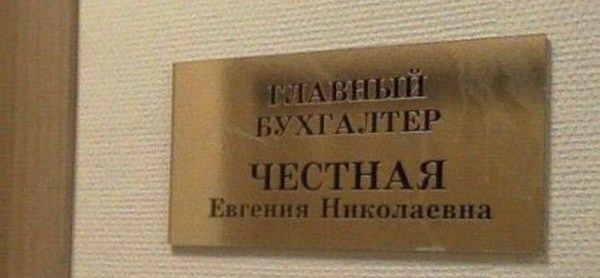 ГЛАВНЫЙ
БУХГАЛТЕР
ЧЕСТНАЯ
Евгения Николаевна